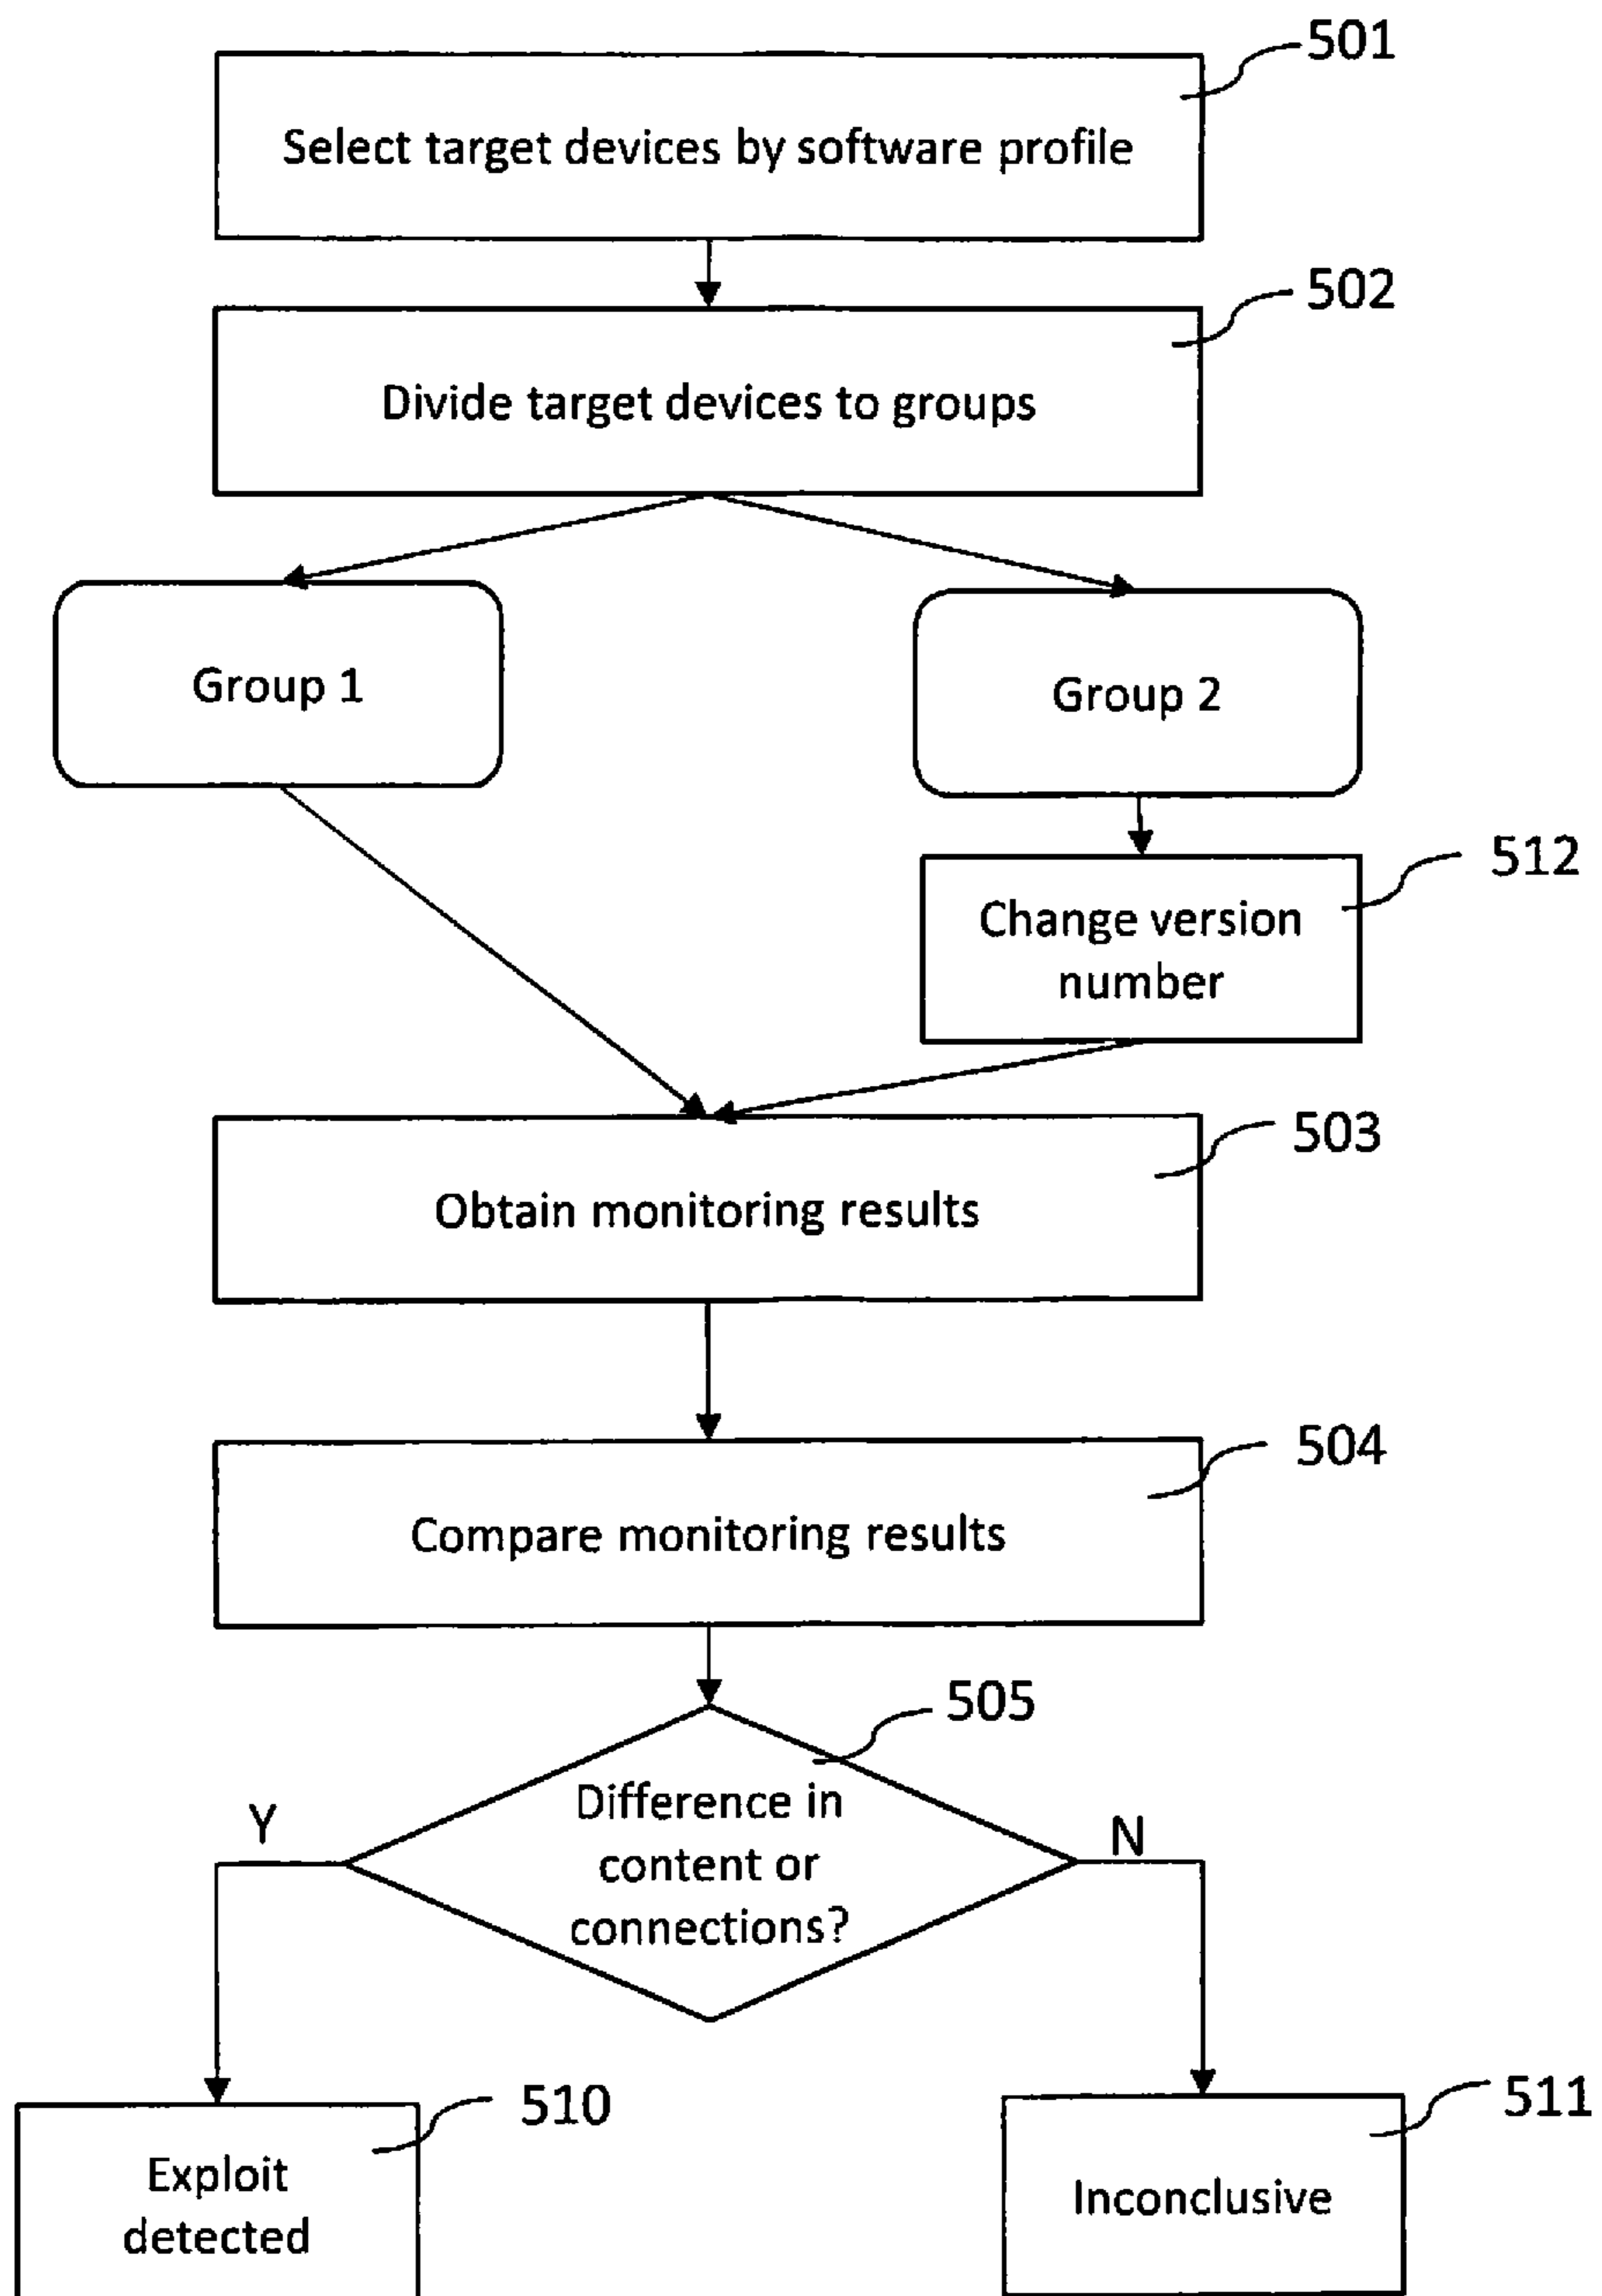 501
Select target devices by software profile
502
Divide target devices to groups
Group 1
Group 2
512
Change version
number
503
Obtain monitoring results
504
Compare monitoring results
505
Difference in
content or
connections?
Y
N
510
Exploit
detected
511
Inconclusive